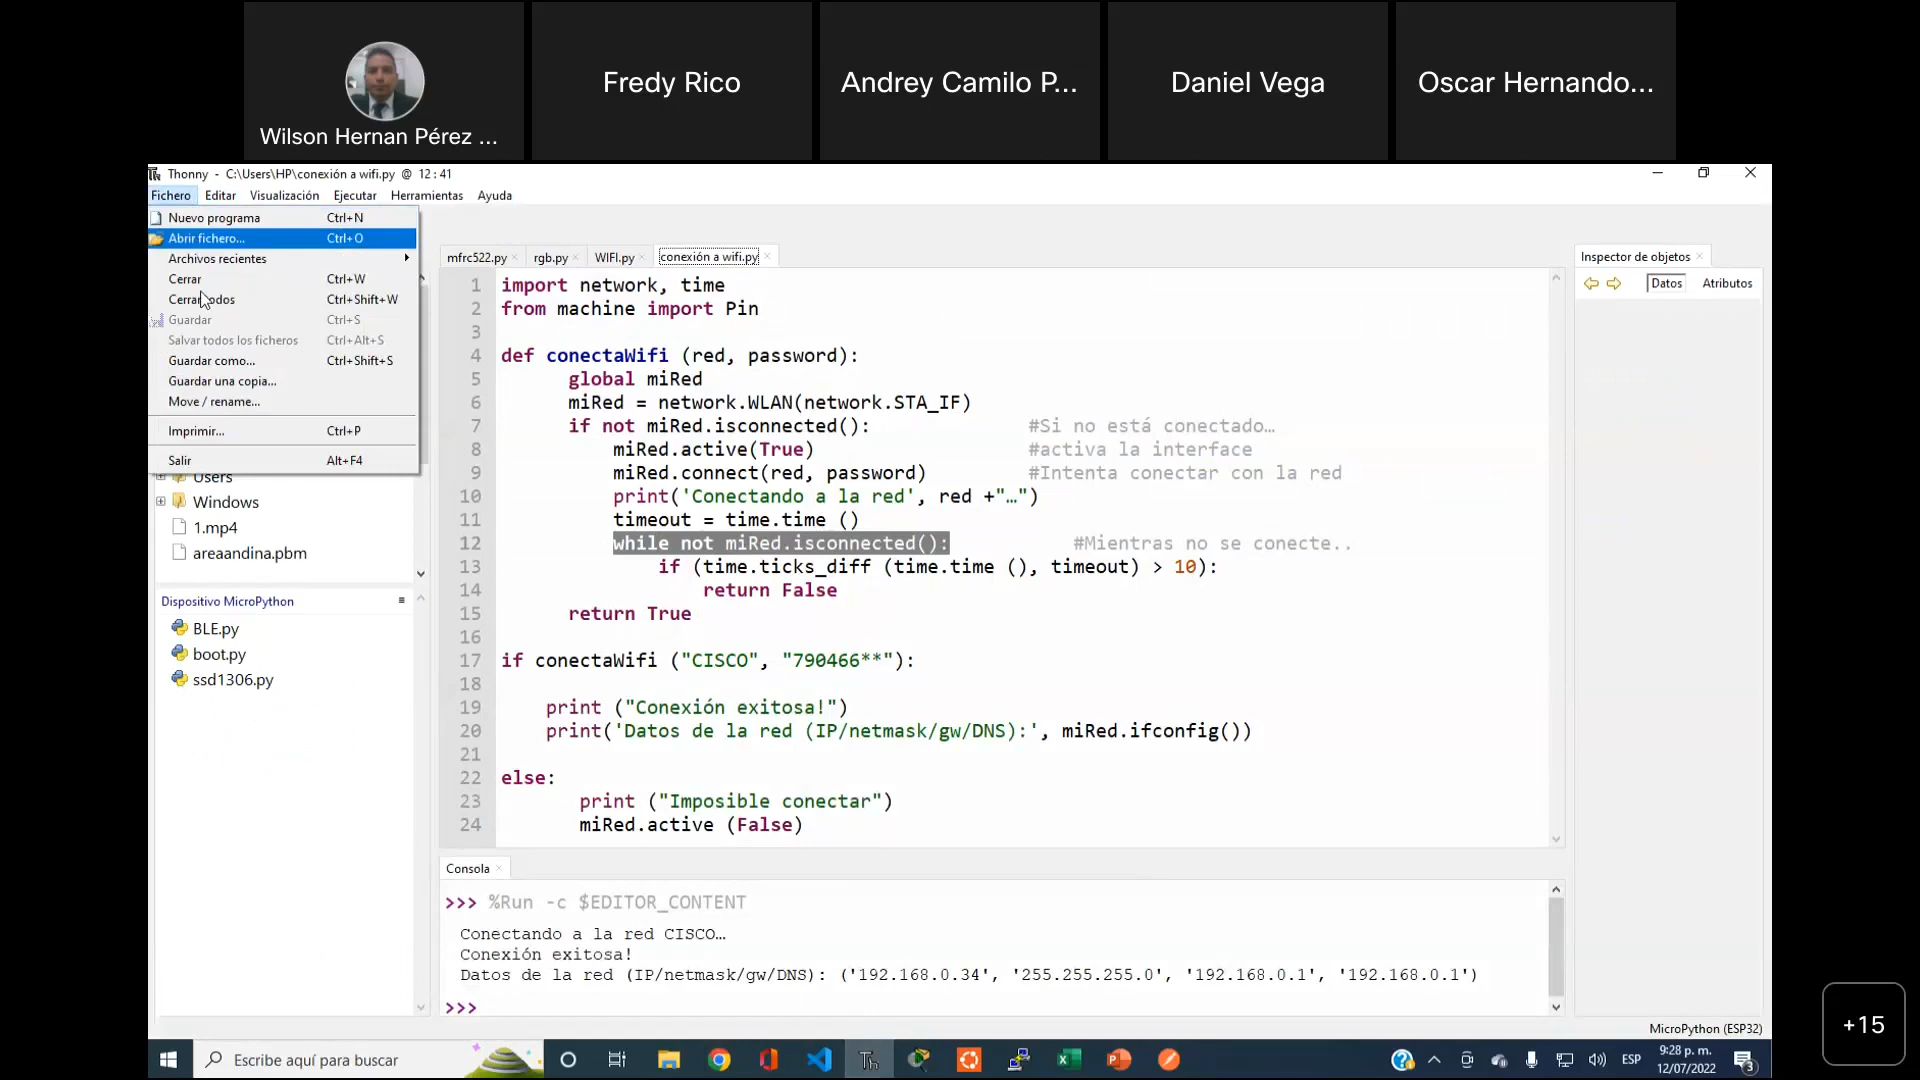 Wilson Hernan Pérez ...
Fredy Rico
Andrey Camilo P...
Daniel Vega
Oscar Hernando...
Thonny - C:\Users\HP\conexión a wifi.py @ 12 : 41
Fichero Editar Visualización Ejecutar Herramientas Ayuda
Nuevo programa Ctrl+N
Abrir fichero... Ctrl+O
Archivos recientes
Cerrar Ctrl+W
Ctrl+Shift+W
Guardar Ctrl+S
Salvar todos los ficheros Ctrl+Alt+S
Guardar como... Ctrl+Shift+S
Guardar una copia...
Move / rename...
Imprimir... Ctrl+P
Salir Alt+F4
Users
Windows
1.mp4
areaandina.pbm
Dispositivo MicroPython
BLE.py
boot.py
ssd1306.py
mfrc522.py rgb.py WIFI.py conexión a wifi.py
1 import network, time
2 from machine import Pin
3
4 def conectaWifi (red, password):
5 global miRed
6 miRed = network.WLAN(network.STA_IF)
7 if not miRed.isconnected(): #Si no está conectado…
8 miRed.active(True) #activa la interface
9 miRed.connect(red, password) #Intenta conectar con la red
10 print('Conectando a la red', red +"…")
11 timeout = time.time ()
12 while not miRed.isconnected(): #Mientras no se conecte..
13 if (time.ticks_diff (time.time (), timeout) > 10):
14 return False
15 return True
16
17 if conectaWifi ("CISCO", "790466**"):
18
19 print ("Conexión exitosa!")
20 print('Datos de la red (IP/netmask/gw/DNS):', miRed.ifconfig())
21
22 else:
23 print ("Imposible conectar")
24 miRed.active (False)
Consola
>>> %Run -c $EDITOR_CONTENT
Conectando a la red CISCO…
Conexión exitosa!
Datos de la red (IP/netmask/gw/DNS): ('192.168.0.34', '255.255.255.0', '192.168.0.1', '192.168.0.1')
>>>
Inspector de objetos
Datos Atributos
MicroPython (ESP32)
+15
Escribe aquí para buscar
ESP
9:28 p. m.
12/07/2022
3